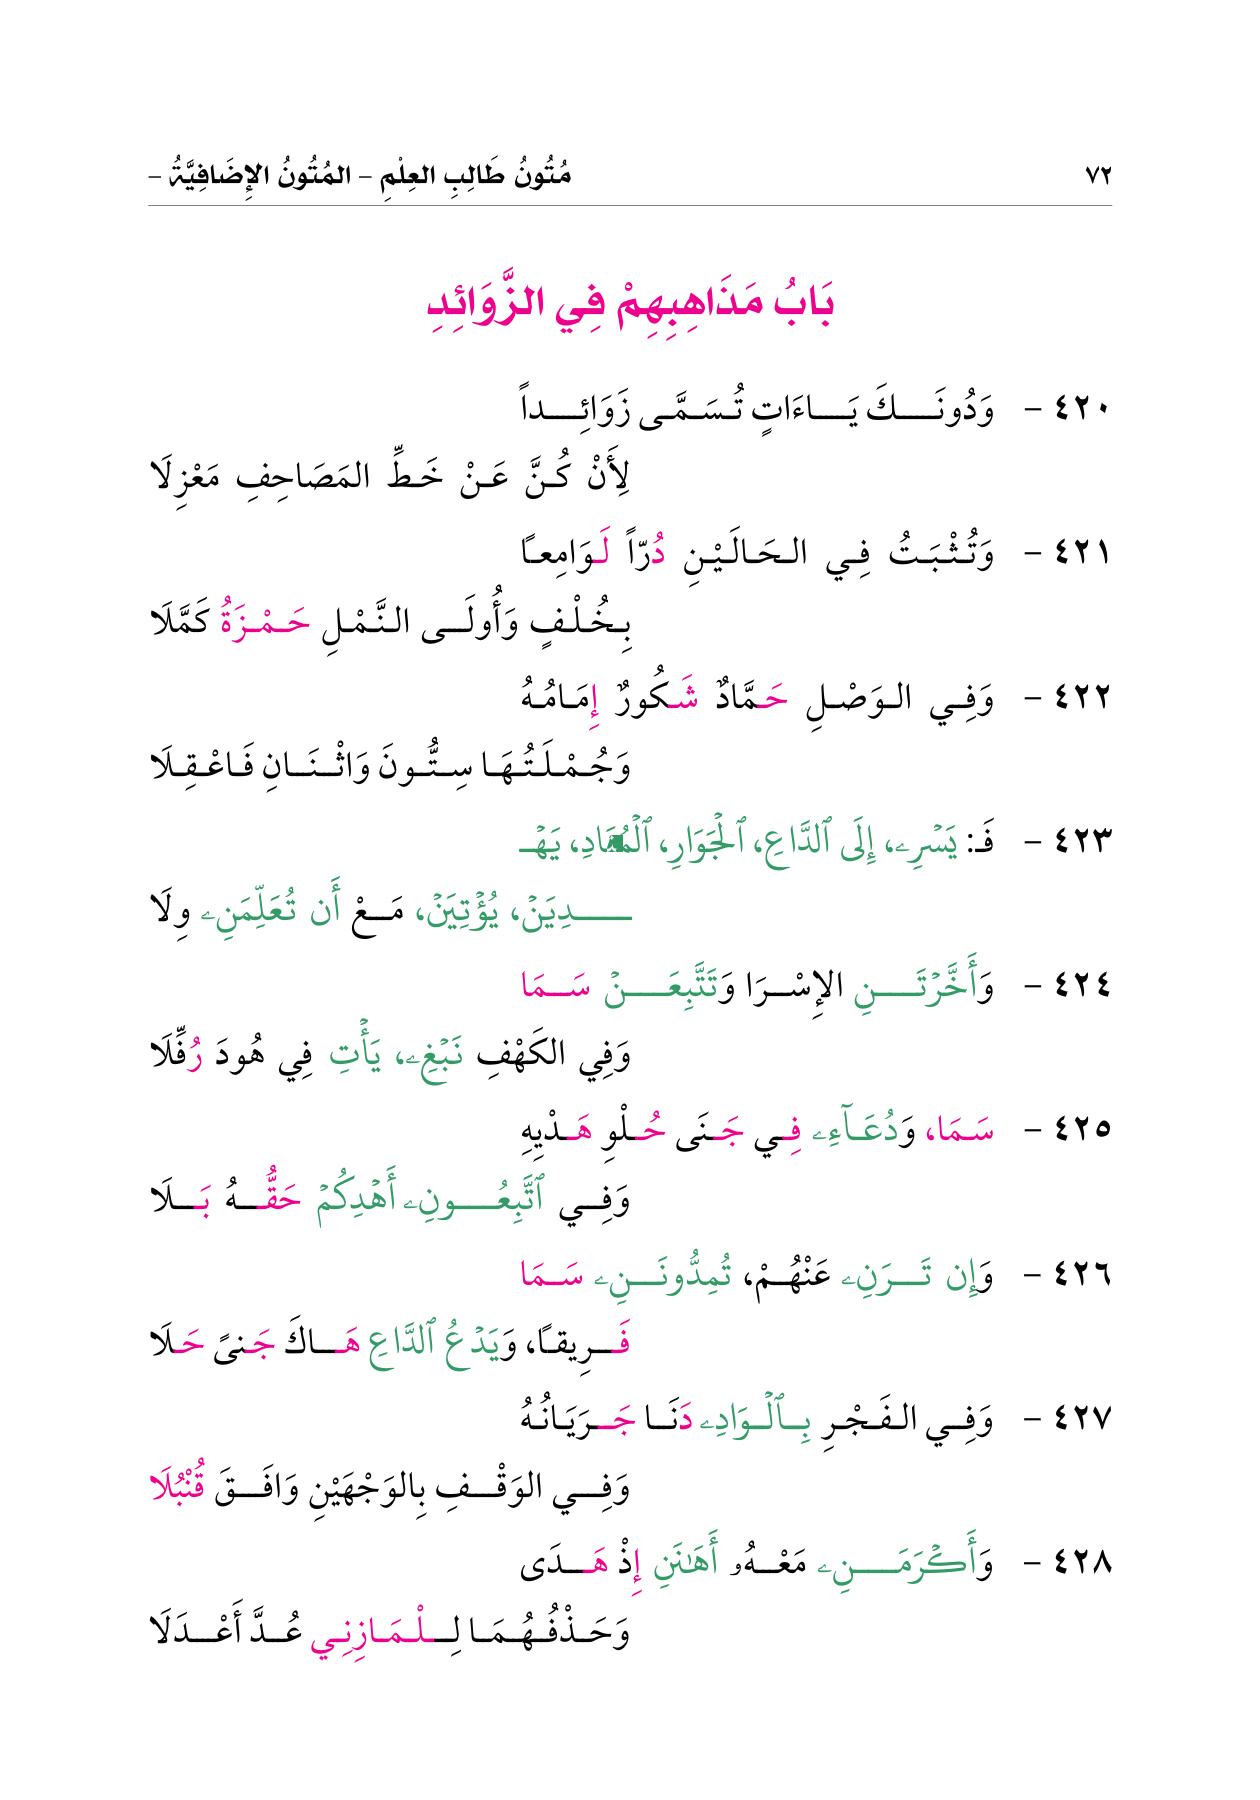 ٧٢ مُتُونُ طَالِبِ العِلْمِ – المُتُونُ الإِضَافِيَّةُ –
بَابُ مَذَاهِبِهِمْ فِي الزَّوَائِدِ
٤٢٠ – وَدُونَكَ يَاءَاتٍ تُسَمَّى زَوَائِداً
لِأَنْ كُنَّ عَنْ خَطِّ المَصَاحِفِ مَعْزِلَا
٤٢١ – وَتُثْبَتُ فِي الحَالَيْنِ دُرّاً لَوَامِعًا
بِخُلْفٍ وَأُولَى النَّمْلِ حَمْزَةُ كَمَّلَا
٤٢٢ – وَفِي الوَصْلِ حَمَّادٌ شَكُورٌ إِمَامُهُ
وَجُمْلَتُهَا سِتُّونَ وَاثْنَانِ فَاعْقِلَا
٤٢٣ – فَـ: يَسْرِۦ، إِلَى ٱلدَّاعِ، ٱلْجَوَارِ، ٱلْمُنَادِ، يَهْـ
ـدِيَنْ، يُؤْتِيَنْ، مَعْ أَن تُعَلِّمَنِۦ وِلَا
٤٢٤ – وَأَخَّرْتَنِ الإِسْرَا وَتَتَّبِعَنْ سَمَا
وَفِي الكَهْفِ نَبْغِۦ، يَأْتِ فِي هُودَ رُفِّلَا
٤٢٥ – سَمَا، وَدُعَآءِۦ فِي جَنَى حُلْوِ هَدْيِهِ
وَفِي ٱتَّبِعُونِۦ أَهْدِكُمْ حَقُّهُ بَلَا
٤٢٦ – وَإِن تَرَنِۦ عَنْهُمْ، تُمِدُّونَنِۦ سَمَا
فَرِيقًا، وَيَدْعُ ٱلدَّاعِ هَاكَ جَنىً حَلَا
٤٢٧ – وَفِي الفَجْرِ بِٱلْوَادِۦ دَنَا جَرَيَانُهُ
وَفِي الوَقْفِ بِالوَجْهَيْنِ وَافَقَ قُنْبُلَا
٤٢٨ – وَأَكْرَمَنِۦ مَعْهُۥ أَهَٰنَنِ إِذْ هَدَى
وَحَذْفُهُمَا لِلْمَازِنِي عُدَّ أَعْدَلَا